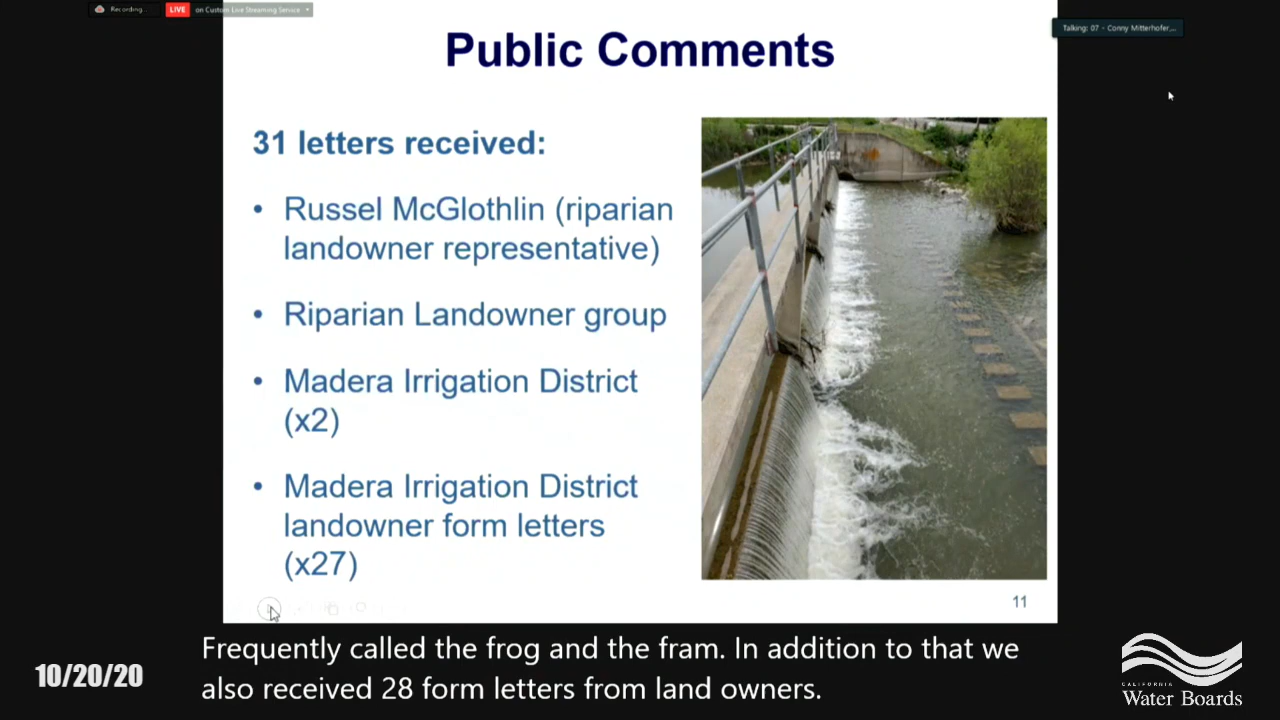 Recording...
LIVE
on Custom Live Streaming Service
Talking: 07 - Conny Mitterhofer,...
Public Comments
31 letters received:
• Russel McGlothlin (riparian
landowner representative)
• Riparian Landowner group
• Madera Irrigation District
(x2)
• Madera Irrigation District
landowner form letters
(x27)
11
Frequently called the frog and the fram. In addition to that we
also received 28 form letters from land owners.
10/20/20
CALIFORNIA
Water Boards